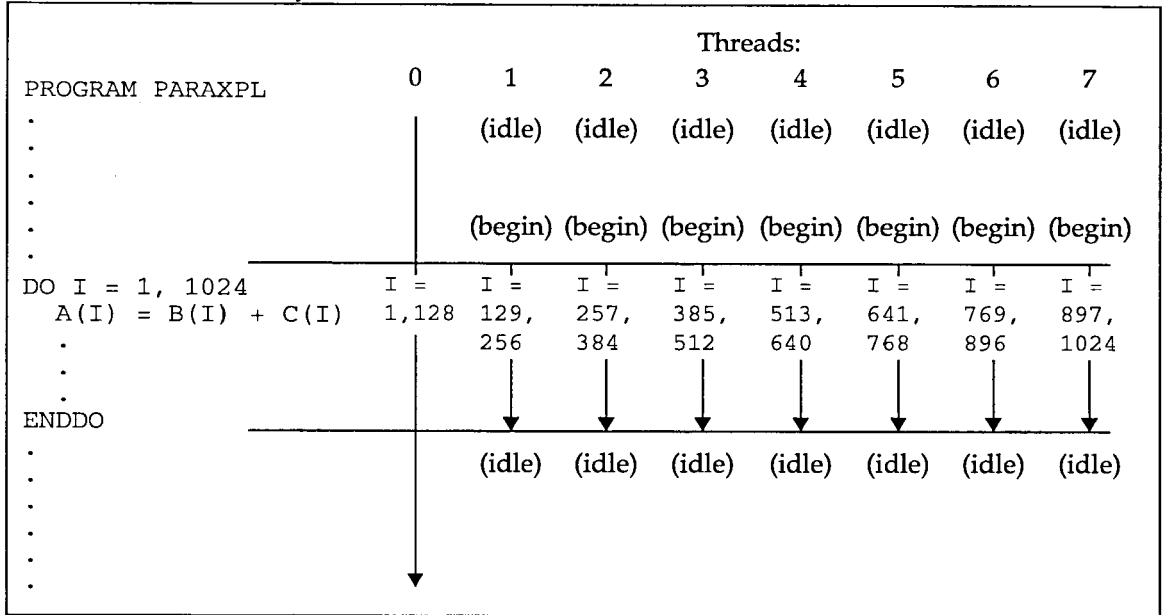 Threads:
PROGRAM PARAXPL 0 1 2 3 4 5 6 7
(idle) (idle) (idle) (idle) (idle) (idle) (idle)
(begin) (begin) (begin) (begin) (begin) (begin) (begin)
DO I = 1, 1024 I = I = I = I = I = I = I = I =
A(I) = B(I) + C(I) 1,128 129, 257, 385, 513, 641, 769, 897,
256 384 512 640 768 896 1024
ENDDO
(idle) (idle) (idle) (idle) (idle) (idle) (idle)